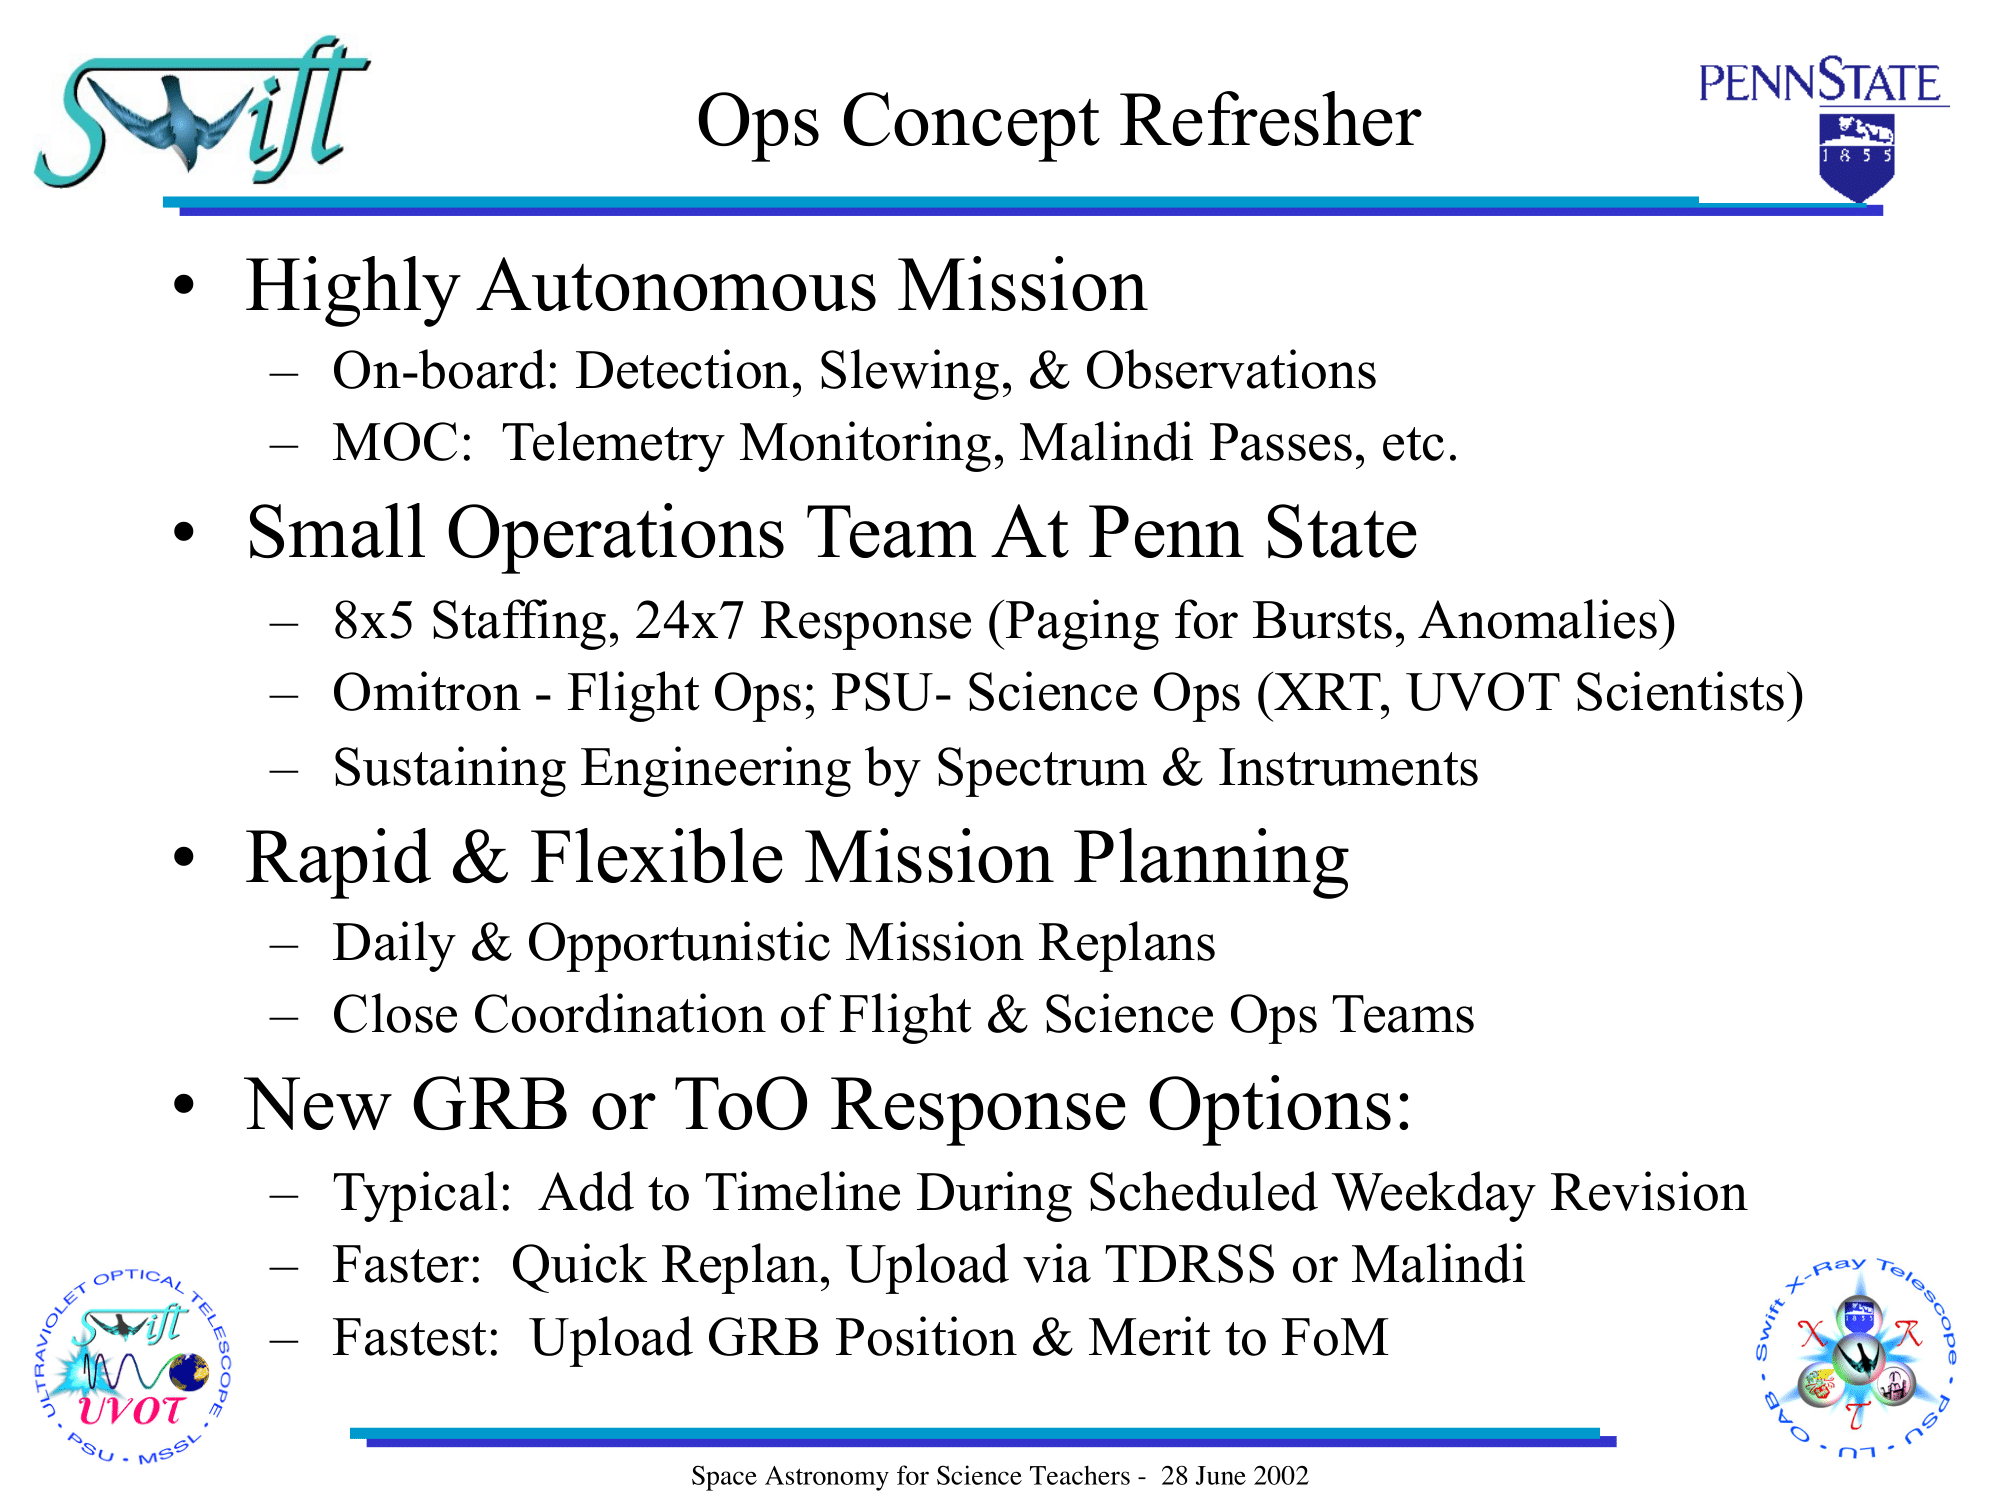 Swift
Ops Concept Refresher
PENNSTATE
1855
• Highly Autonomous Mission
– On-board: Detection, Slewing, & Observations
– MOC: Telemetry Monitoring, Malindi Passes, etc.
• Small Operations Team At Penn State
– 8x5 Staffing, 24x7 Response (Paging for Bursts, Anomalies)
– Omitron - Flight Ops; PSU- Science Ops (XRT, UVOT Scientists)
– Sustaining Engineering by Spectrum & Instruments
• Rapid & Flexible Mission Planning
– Daily & Opportunistic Mission Replans
– Close Coordination of Flight & Science Ops Teams
• New GRB or ToO Response Options:
– Typical: Add to Timeline During Scheduled Weekday Revision
– Faster: Quick Replan, Upload via TDRSS or Malindi
– Fastest: Upload GRB Position & Merit to FoM
ULTRAVIOLET OPTICAL TELESCOPE • PSU • MSSL •
Swift
UVOT
Swift X-Ray Telescope • PSU • LU • OAB •
1855
X R
T
Space Astronomy for Science Teachers - 28 June 2002